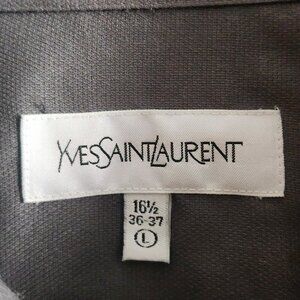 YVESSAINTLAURENT
16½
36-37
L